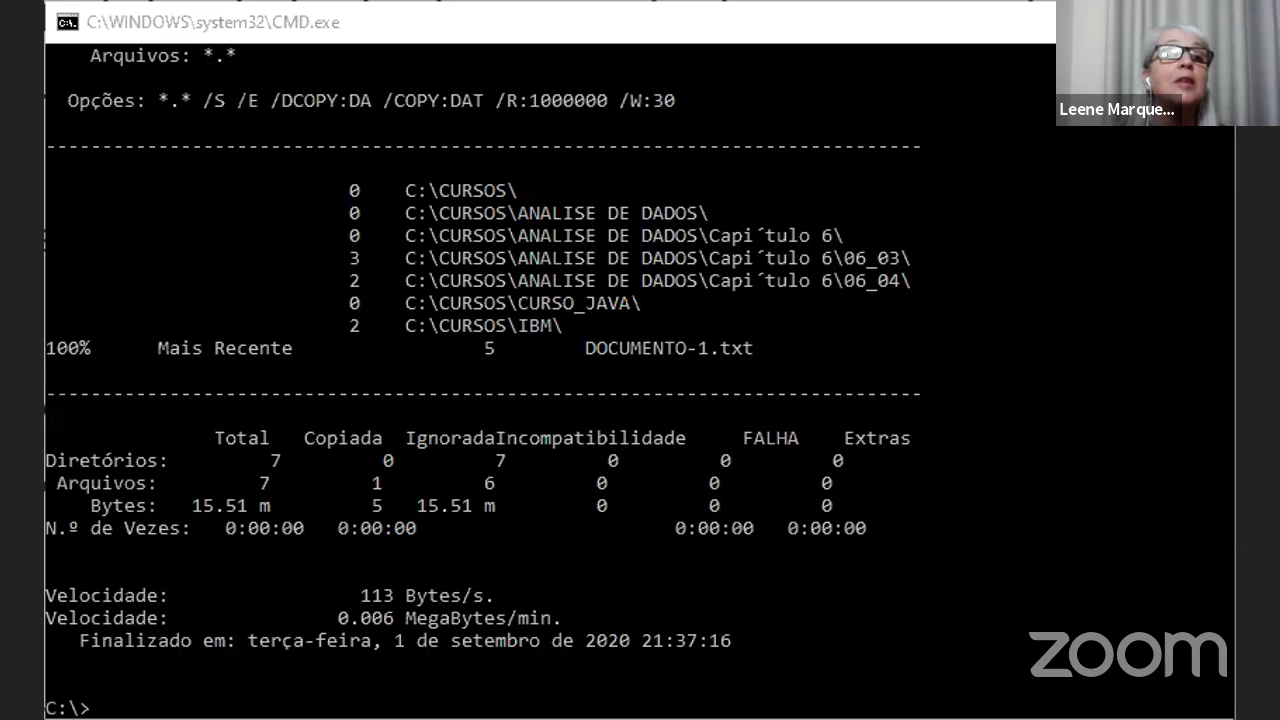 C:\WINDOWS\system32\CMD.exe
Arquivos: *.*
Opções: *.* /S /E /DCOPY:DA /COPY:DAT /R:1000000 /W:30
------------------------------------------------------------------------------
0    C:\CURSOS\
0    C:\CURSOS\ANALISE DE DADOS\
0    C:\CURSOS\ANALISE DE DADOS\Capi´tulo 6\
3    C:\CURSOS\ANALISE DE DADOS\Capi´tulo 6\06_03\
2    C:\CURSOS\ANALISE DE DADOS\Capi´tulo 6\06_04\
0    C:\CURSOS\CURSO_JAVA\
2    C:\CURSOS\IBM\
100%      Mais Recente                 5        DOCUMENTO-1.txt
------------------------------------------------------------------------------
Total   Copiada  IgnoradaIncompatibilidade     FALHA    Extras
Diretórios:         7         0         7         0         0         0
Arquivos:         7         1         6         0         0         0
Bytes:   15.51 m         5   15.51 m         0         0         0
N.º de Vezes:   0:00:00   0:00:00                       0:00:00   0:00:00
Velocidade:                 113 Bytes/s.
Velocidade:               0.006 MegaBytes/min.
Finalizado em: terça-feira, 1 de setembro de 2020 21:37:16
C:\>
Leene Marque...
zoom